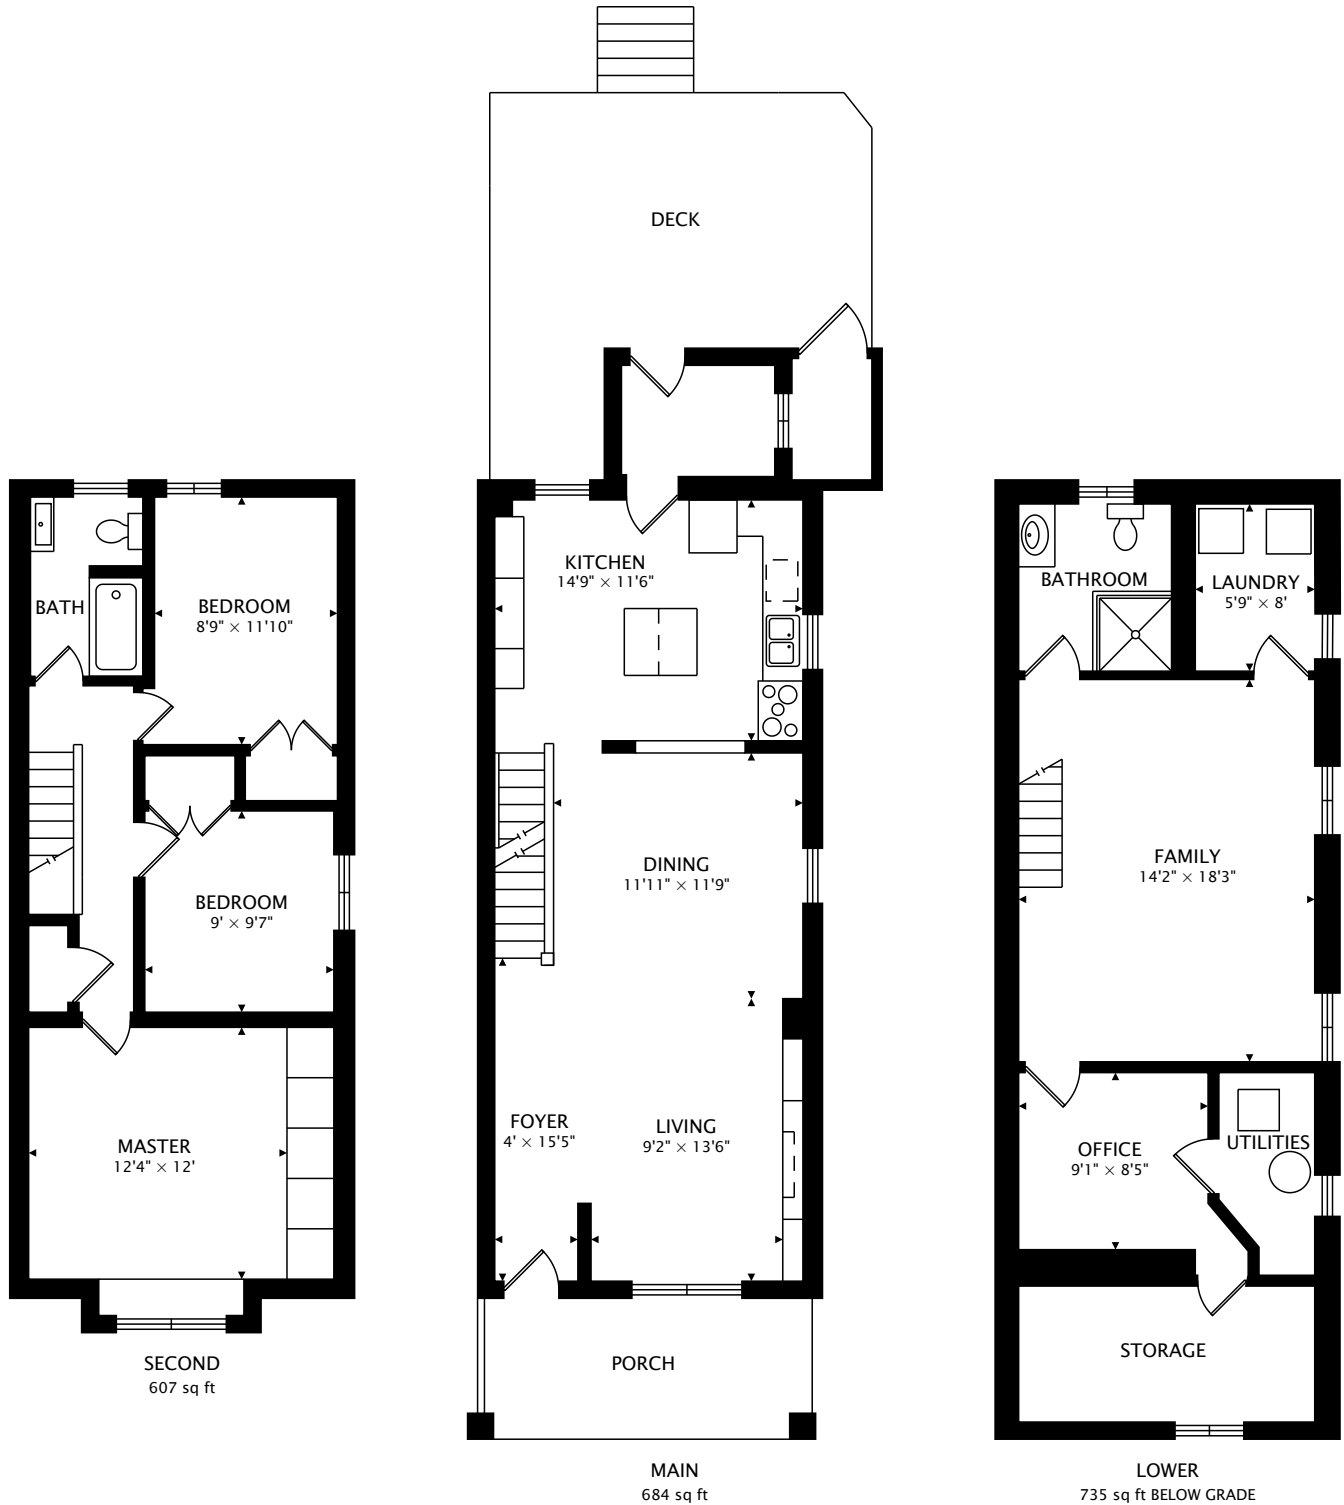 BATH
BEDROOM
8'9" × 11'10"
BEDROOM
9' × 9'7"
MASTER
12'4" × 12'
SECOND
607 sq ft
DECK
KITCHEN
14'9" × 11'6"
DINING
11'11" × 11'9"
FOYER
4' × 15'5"
LIVING
9'2" × 13'6"
PORCH
MAIN
684 sq ft
BATHROOM
LAUNDRY
5'9" × 8'
FAMILY
14'2" × 18'3"
OFFICE
9'1" × 8'5"
UTILITIES
STORAGE
LOWER
735 sq ft BELOW GRADE